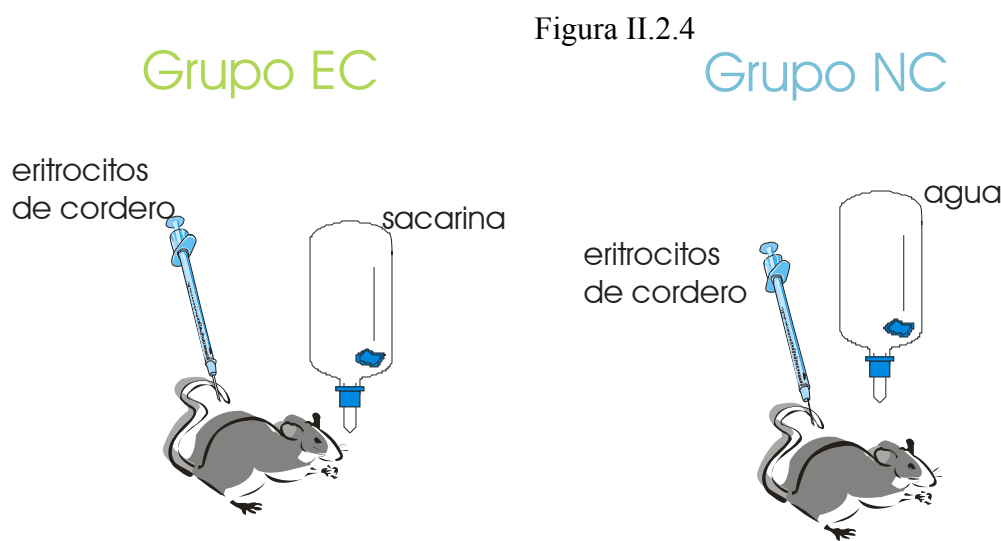 Figura II.2.4
Grupo EC
Grupo NC
eritrocitos
de cordero
sacarina
agua
eritrocitos
de cordero